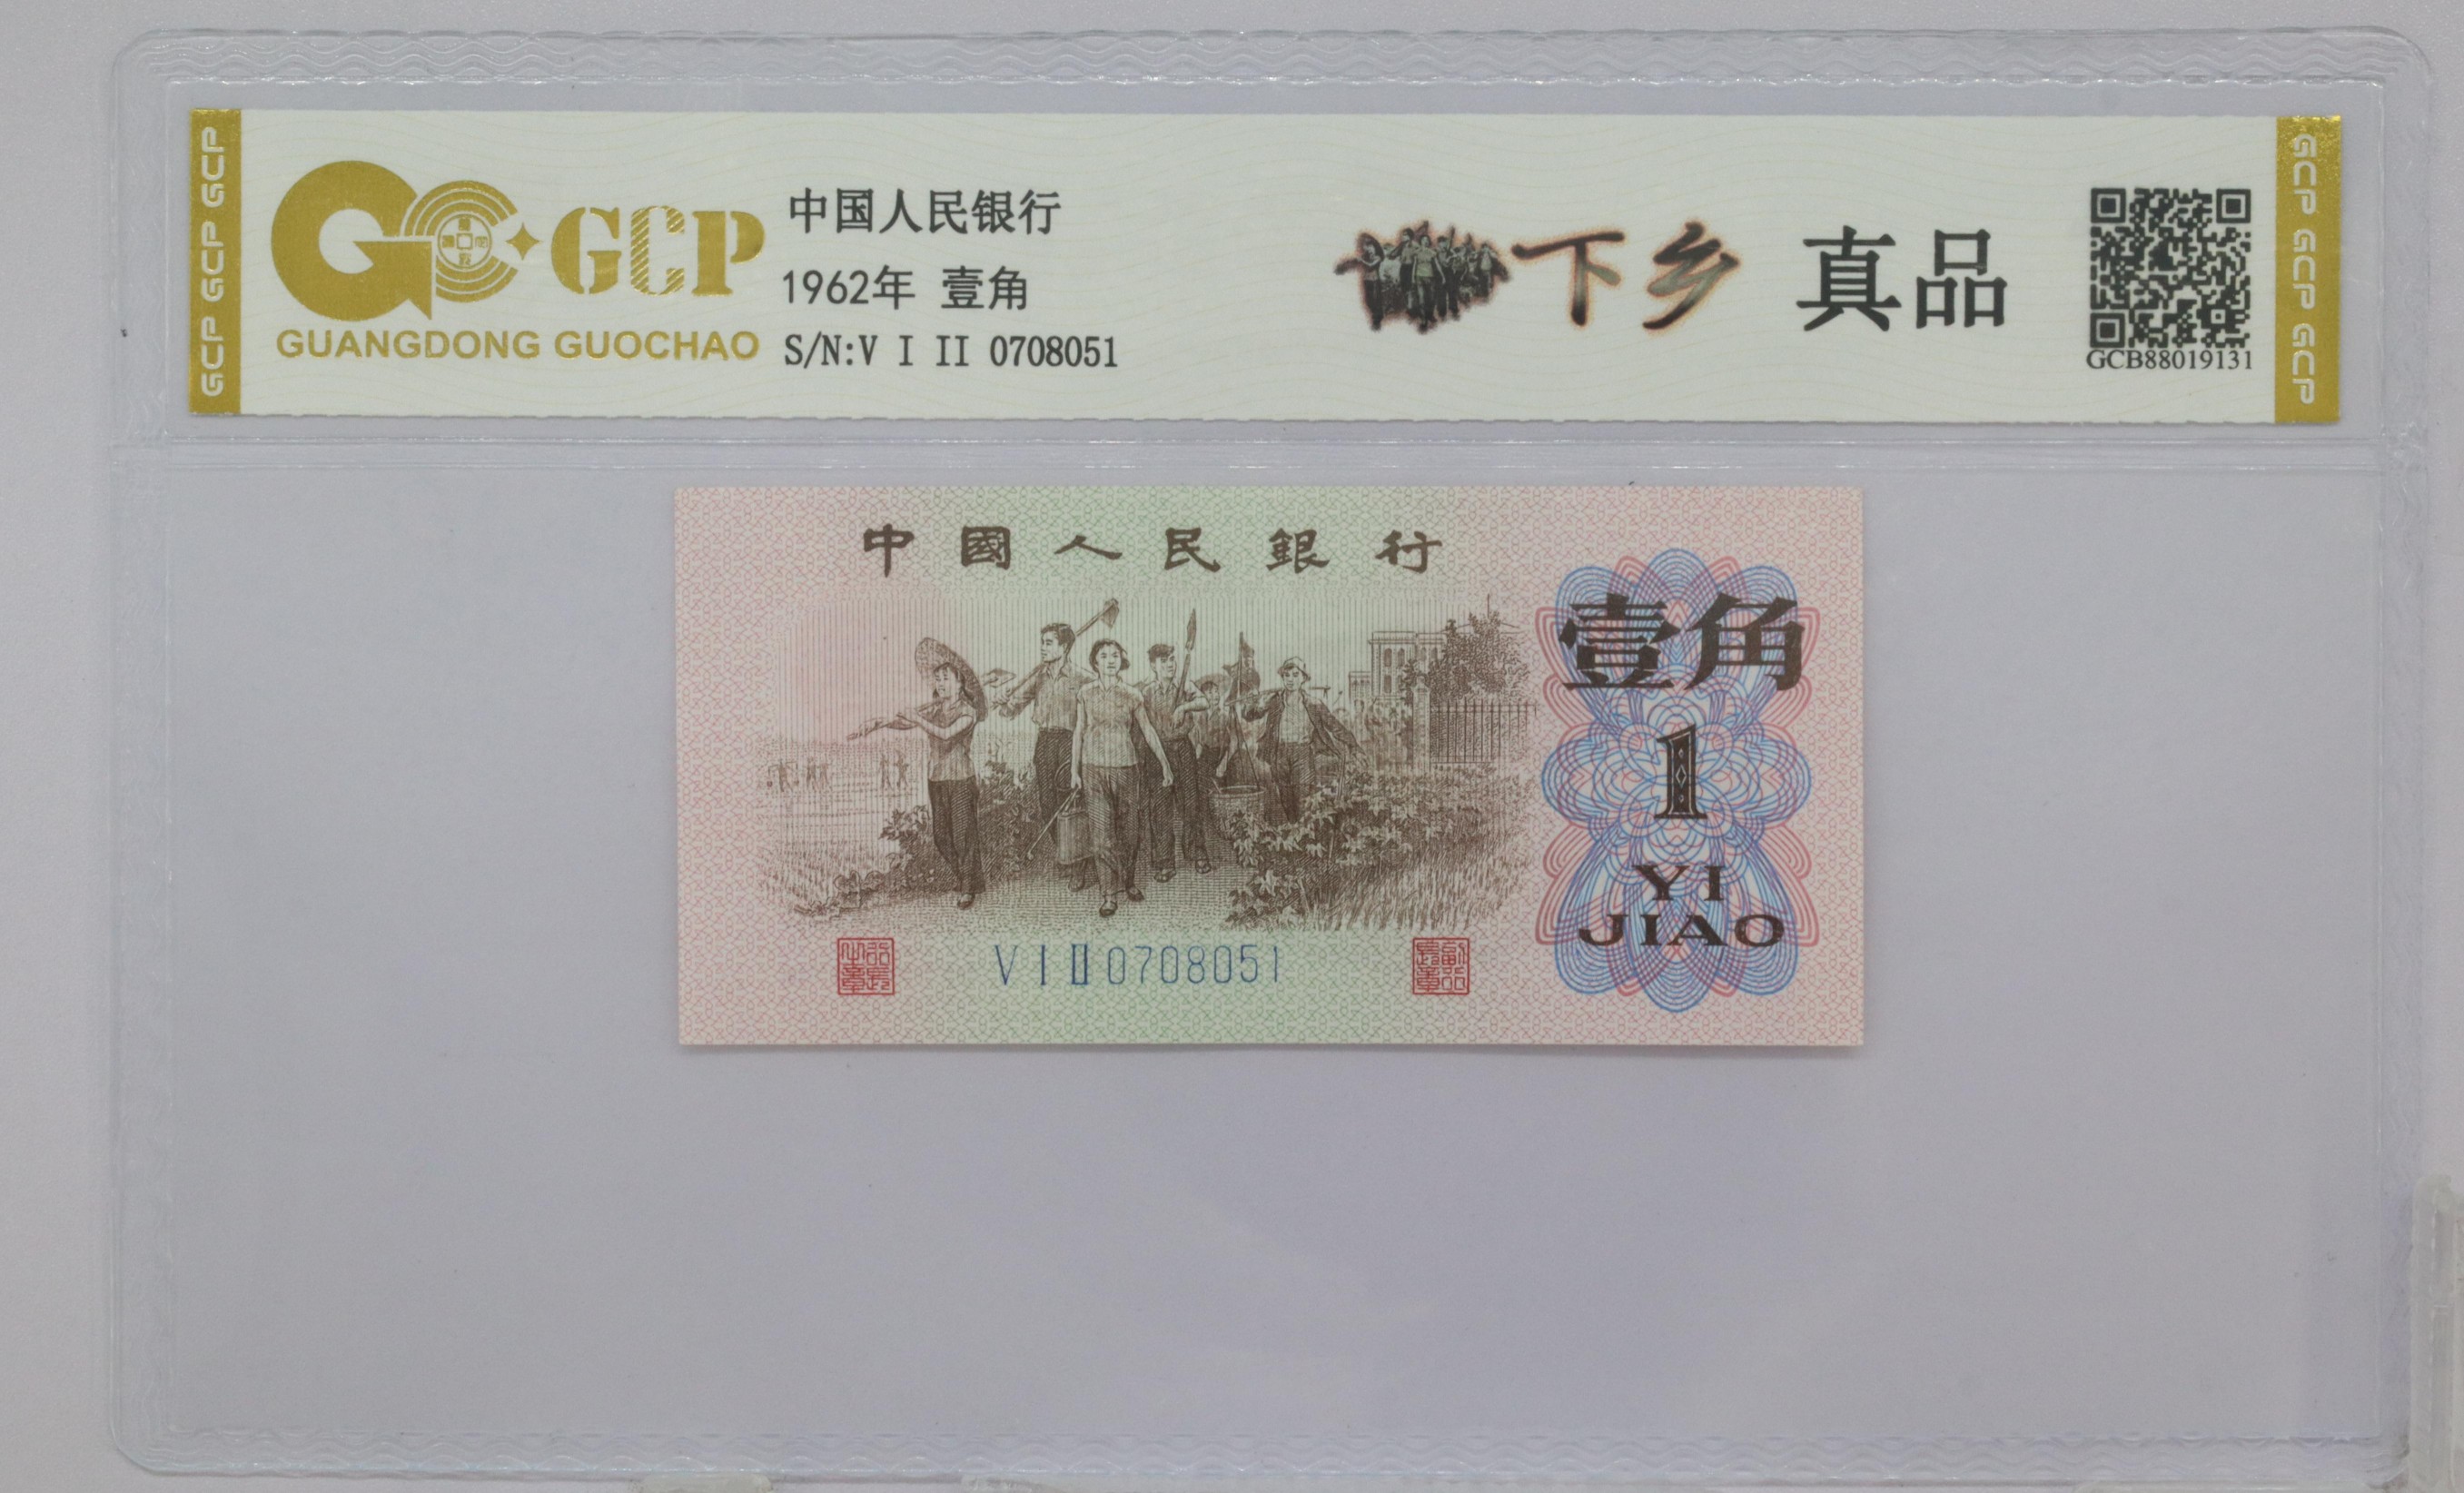 GCP GCP GCP
GCP
GUANGDONG GUOCHAO
中国人民银行
1962年 壹角
S/N:V I II 0708051
下乡 真品
GCB88019131
GCP GCP GCP
中國人民銀行
壹角
1
YI
JIAO
V I II 0708051